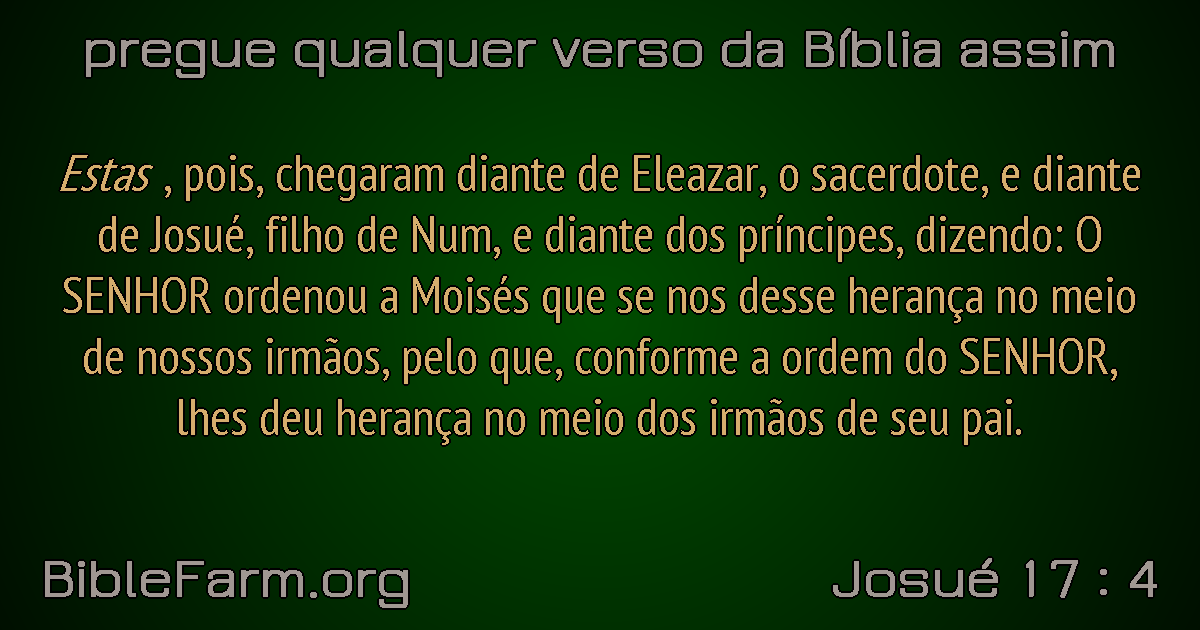 pregue qualquer verso da Bíblia assim
Estas , pois, chegaram diante de Eleazar, o sacerdote, e diante
de Josué, filho de Num, e diante dos príncipes, dizendo: O
SENHOR ordenou a Moisés que se nos desse herança no meio
de nossos irmãos, pelo que, conforme a ordem do SENHOR,
lhes deu herança no meio dos irmãos de seu pai.
BibleFarm.org
Josué 17 : 4